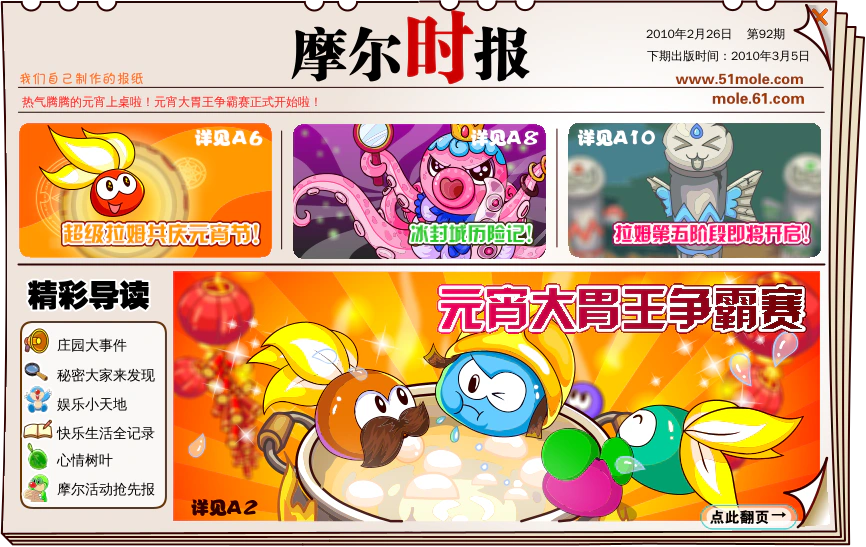 摩尔时报
2010年2月26日 第92期
下期出版时间：2010年3月5日
我们自己制作的报纸
www.51mole.com
热气腾腾的元宵上桌啦！元宵大胃王争霸赛正式开始啦！
mole.61.com
详见A6
超级拉姆共庆元宵节!
详见A8
冰封城历险记!
详见A10
拉姆第五阶段即将开启!
精彩导读
庄园大事件
秘密大家来发现
娱乐小天地
快乐生活全记录
心情树叶
摩尔活动抢先报
元宵大胃王争霸赛
详见A2
点此翻页→